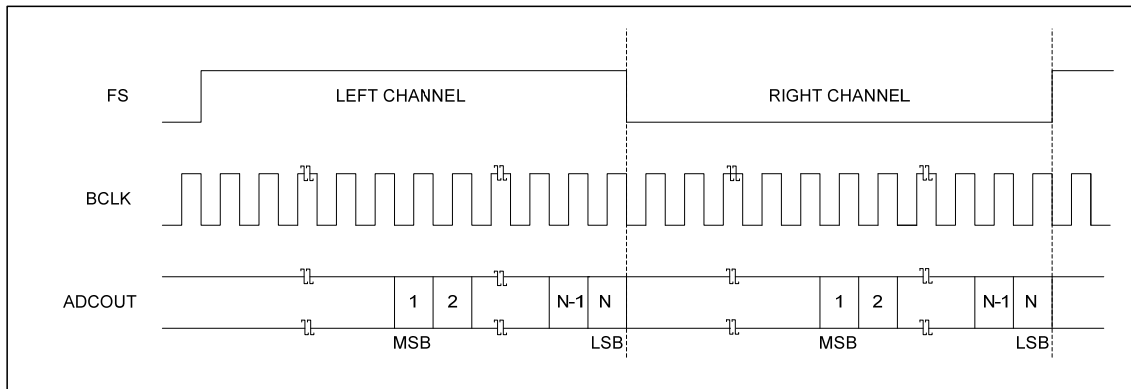 FS
LEFT CHANNEL
RIGHT CHANNEL
BCLK
ADCOUT
1 2 N-1 N 1 2 N-1 N
MSB LSB MSB LSB